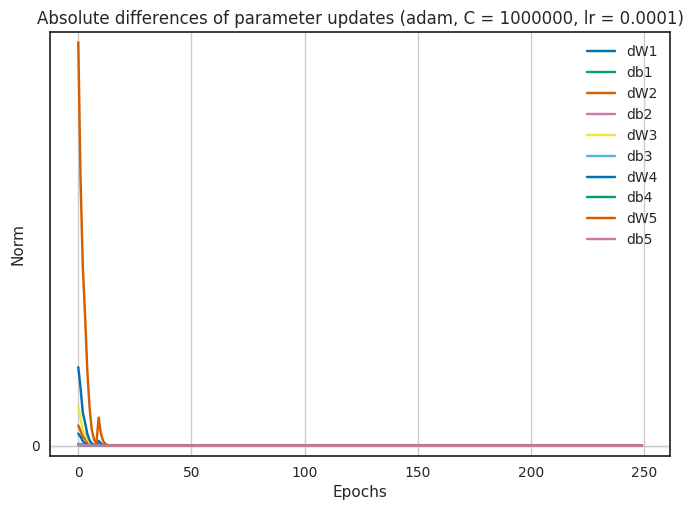 Absolute differences of parameter updates (adam, C = 1000000, lr = 0.0001)
Norm
0
dW1
db1
dW2
db2
dW3
db3
dW4
db4
dW5
db5
0 50 100 150 200 250
Epochs